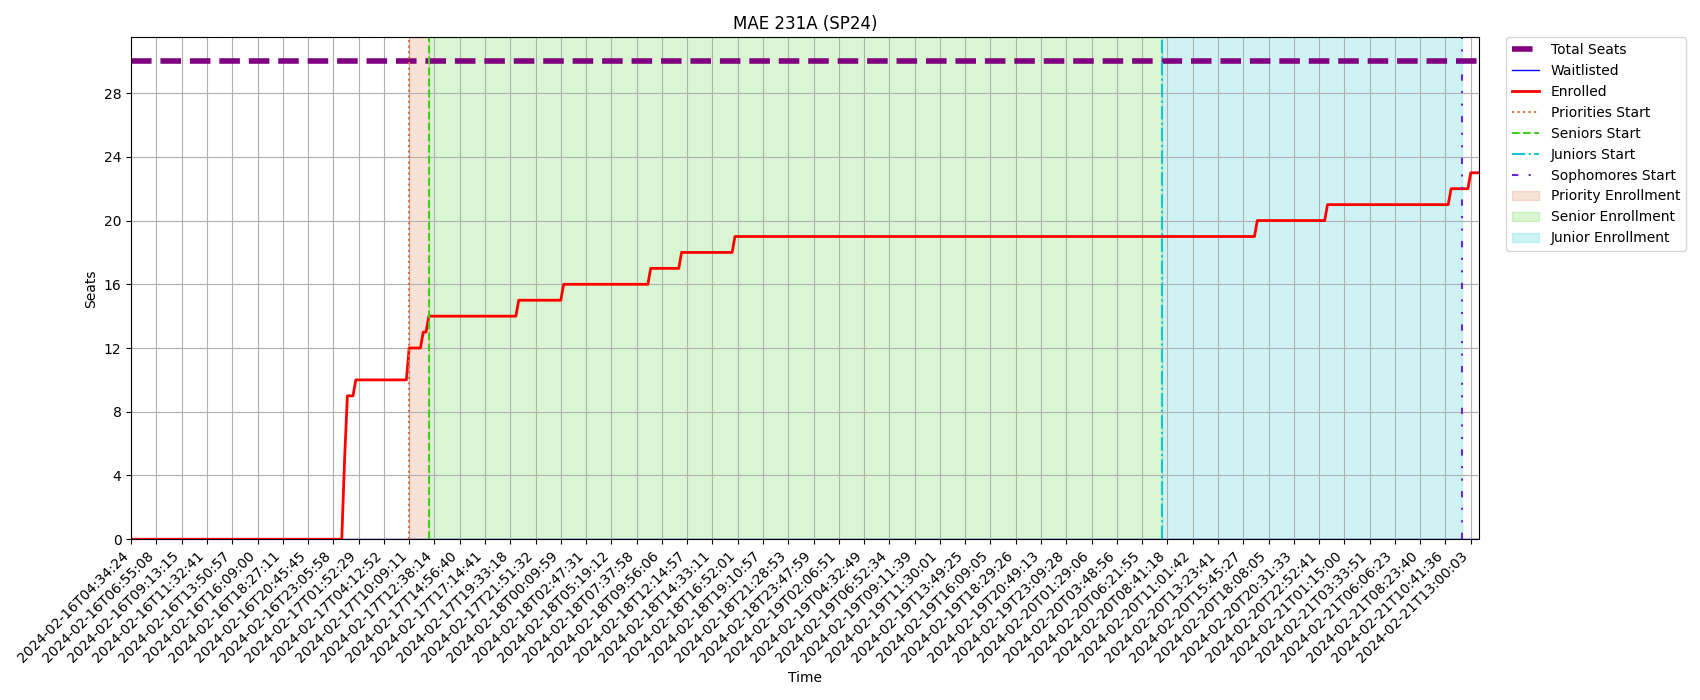 MAE 231A (SP24)
Total Seats
Waitlisted
Enrolled
Priorities Start
Seniors Start
Juniors Start
Sophomores Start
Priority Enrollment
Senior Enrollment
Junior Enrollment
Seats
28
24
20
16
12
8
4
0
2024-02-16T04:34:24
2024-02-16T06:55:08
2024-02-16T09:13:15
2024-02-16T11:32:41
2024-02-16T13:50:57
2024-02-16T16:09:00
2024-02-16T18:27:11
2024-02-16T20:45:45
2024-02-16T23:05:58
2024-02-17T01:52:29
2024-02-17T04:12:52
2024-02-17T10:09:11
2024-02-17T12:38:14
2024-02-17T14:56:40
2024-02-17T17:14:41
2024-02-17T19:33:18
2024-02-17T21:51:32
2024-02-18T00:09:59
2024-02-18T02:47:31
2024-02-18T05:19:12
2024-02-18T07:37:58
2024-02-18T09:56:06
2024-02-18T12:14:57
2024-02-18T14:33:11
2024-02-18T16:52:01
2024-02-18T19:10:57
2024-02-18T21:28:53
2024-02-18T23:47:59
2024-02-19T02:06:51
2024-02-19T04:32:49
2024-02-19T06:52:34
2024-02-19T09:11:39
2024-02-19T11:30:01
2024-02-19T13:49:25
2024-02-19T16:09:05
2024-02-19T18:29:26
2024-02-19T20:49:13
2024-02-19T23:09:28
2024-02-20T01:29:06
2024-02-20T03:48:56
2024-02-20T06:21:55
2024-02-20T08:41:18
2024-02-20T11:01:42
2024-02-20T13:23:41
2024-02-20T15:45:27
2024-02-20T18:08:05
2024-02-20T20:31:33
2024-02-20T22:52:41
2024-02-21T01:15:00
2024-02-21T03:33:51
2024-02-21T06:06:23
2024-02-21T08:23:40
2024-02-21T10:41:36
2024-02-21T13:00:03
Time